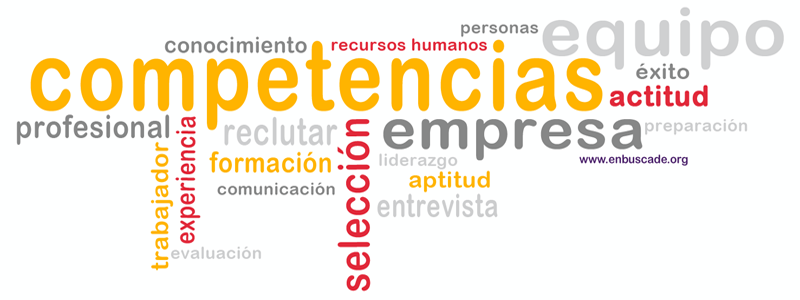 personas
equipo
conocimiento
recursos humanos
competencias
éxito
actitud
profesional
experiencia
reclutar
selección
empresa
preparación
trabajador
formación
liderazgo
www.enbuscade.org
comunicación
aptitud
entrevista
evaluación